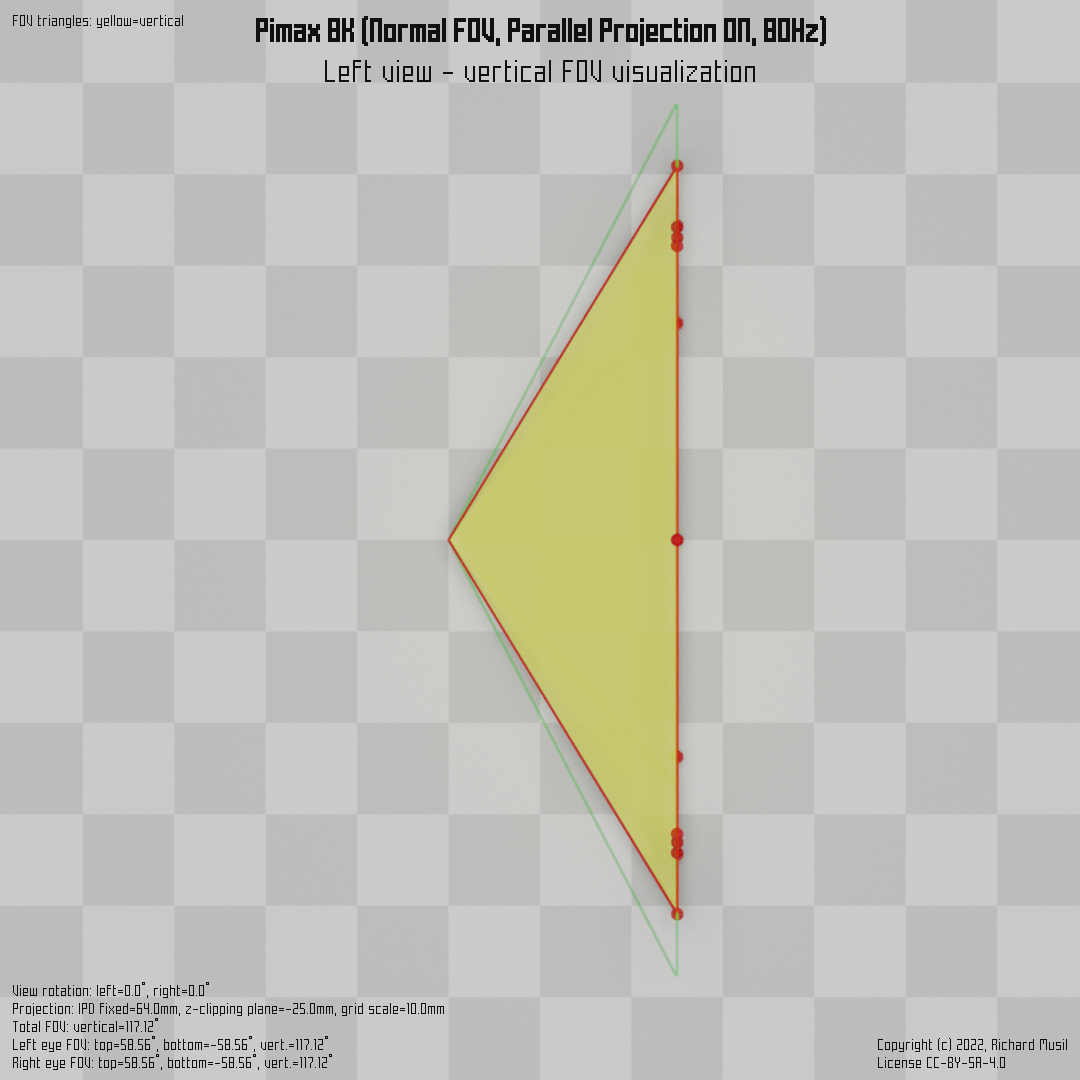 FOV triangles: yellow=vertical
Pimax 8K (Normal FOV, Parallel Projection ON, 80Hz)
Left view - vertical FOV visualization
View rotation: left=0.0°, right=0.0°
Projection: IPD fixed=64.0mm, z-clipping plane=-25.0mm, grid scale=10.0mm
Total FOV: vertical=117.12°
Left eye FOV: top=58.56°, bottom=-58.56°, vert.=117.12°
Right eye FOV: top=58.56°, bottom=-58.56°, vert.=117.12°
Copyright (c) 2022, Richard Musil
License CC-BY-SA-4.0